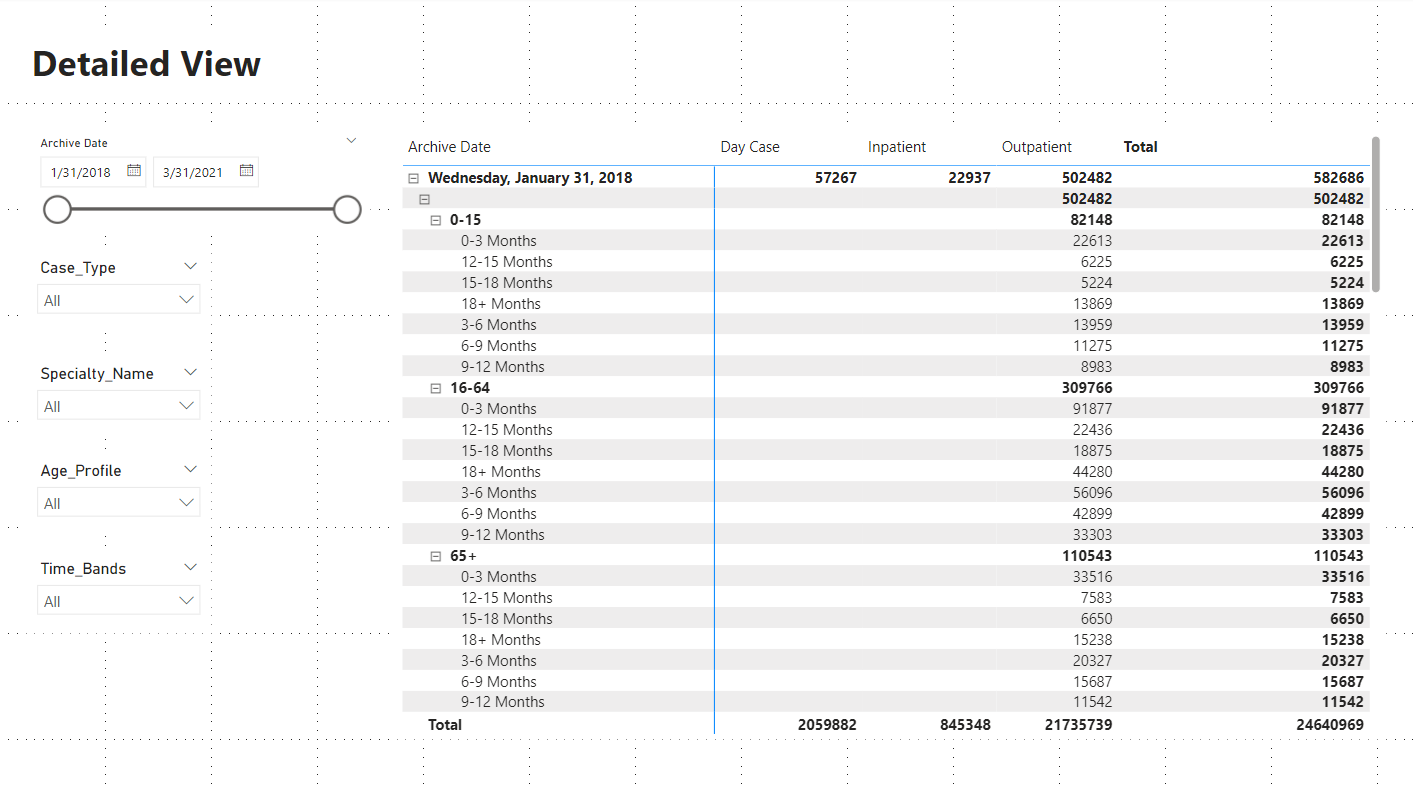 Detailed View
Archive Date
1/31/2018 3/31/2021
Case_Type
All
Specialty_Name
All
Age_Profile
All
Time_Bands
All
Archive Date Day Case Inpatient Outpatient Total
Wednesday, January 31, 2018 57267 22937 502482 582686
502482 502482
0-15 82148 82148
0-3 Months 22613 22613
12-15 Months 6225 6225
15-18 Months 5224 5224
18+ Months 13869 13869
3-6 Months 13959 13959
6-9 Months 11275 11275
9-12 Months 8983 8983
16-64 309766 309766
0-3 Months 91877 91877
12-15 Months 22436 22436
15-18 Months 18875 18875
18+ Months 44280 44280
3-6 Months 56096 56096
6-9 Months 42899 42899
9-12 Months 33303 33303
65+ 110543 110543
0-3 Months 33516 33516
12-15 Months 7583 7583
15-18 Months 6650 6650
18+ Months 15238 15238
3-6 Months 20327 20327
6-9 Months 15687 15687
9-12 Months 11542 11542
Total 2059882 845348 21735739 24640969